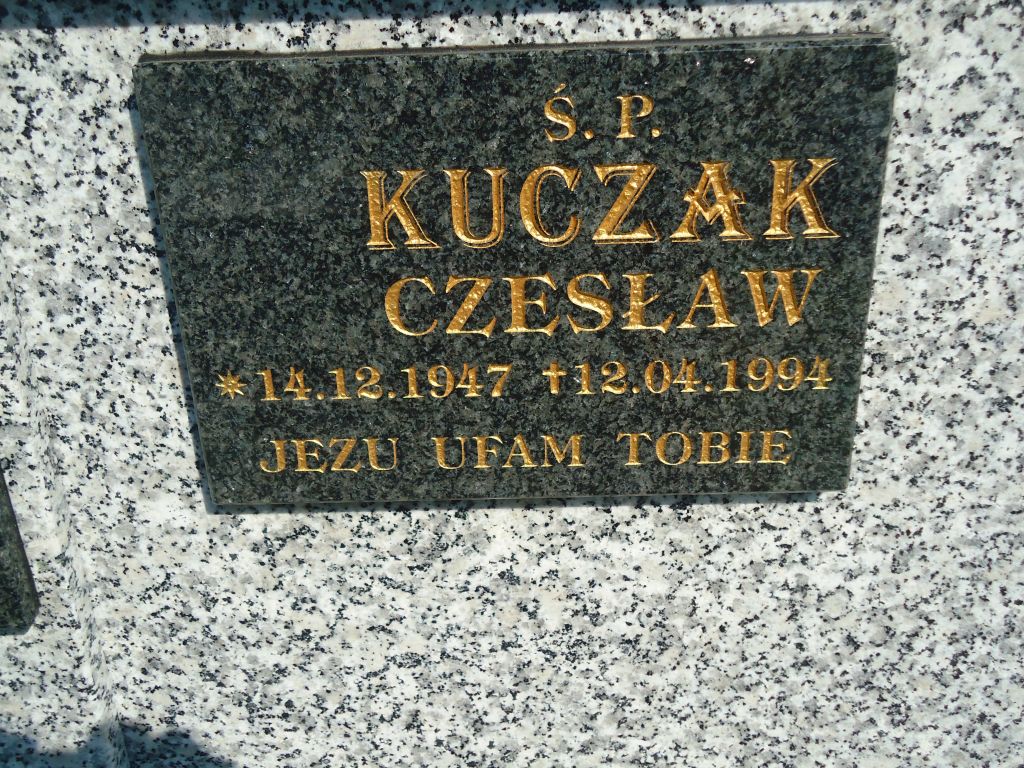 Ś. P.
KUCZAK
CZESŁAW
*14.12.1947 †12.04.1994
JEZU UFAM TOBIE